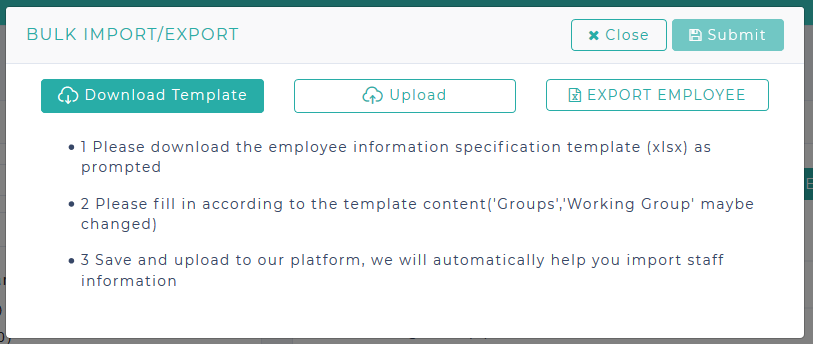 BULK IMPORT/EXPORT
Close
Submit
Download Template
Upload
EXPORT EMPLOYEE
• 1 Please download the employee information specification template (xlsx) as
prompted
• 2 Please fill in according to the template content('Groups','Working Group' maybe
changed)
• 3 Save and upload to our platform, we will automatically help you import staff
information